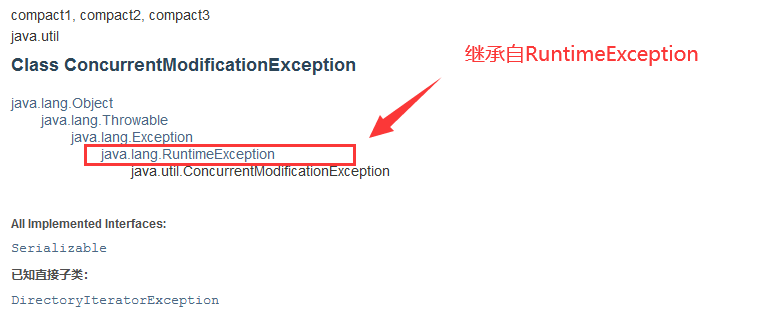 compact1, compact2, compact3
java.util
Class ConcurrentModificationException
继承自RuntimeException
java.lang.Object
java.lang.Throwable
java.lang.Exception
java.lang.RuntimeException
java.util.ConcurrentModificationException
All Implemented Interfaces:
Serializable
已知直接子类：
DirectoryIteratorException